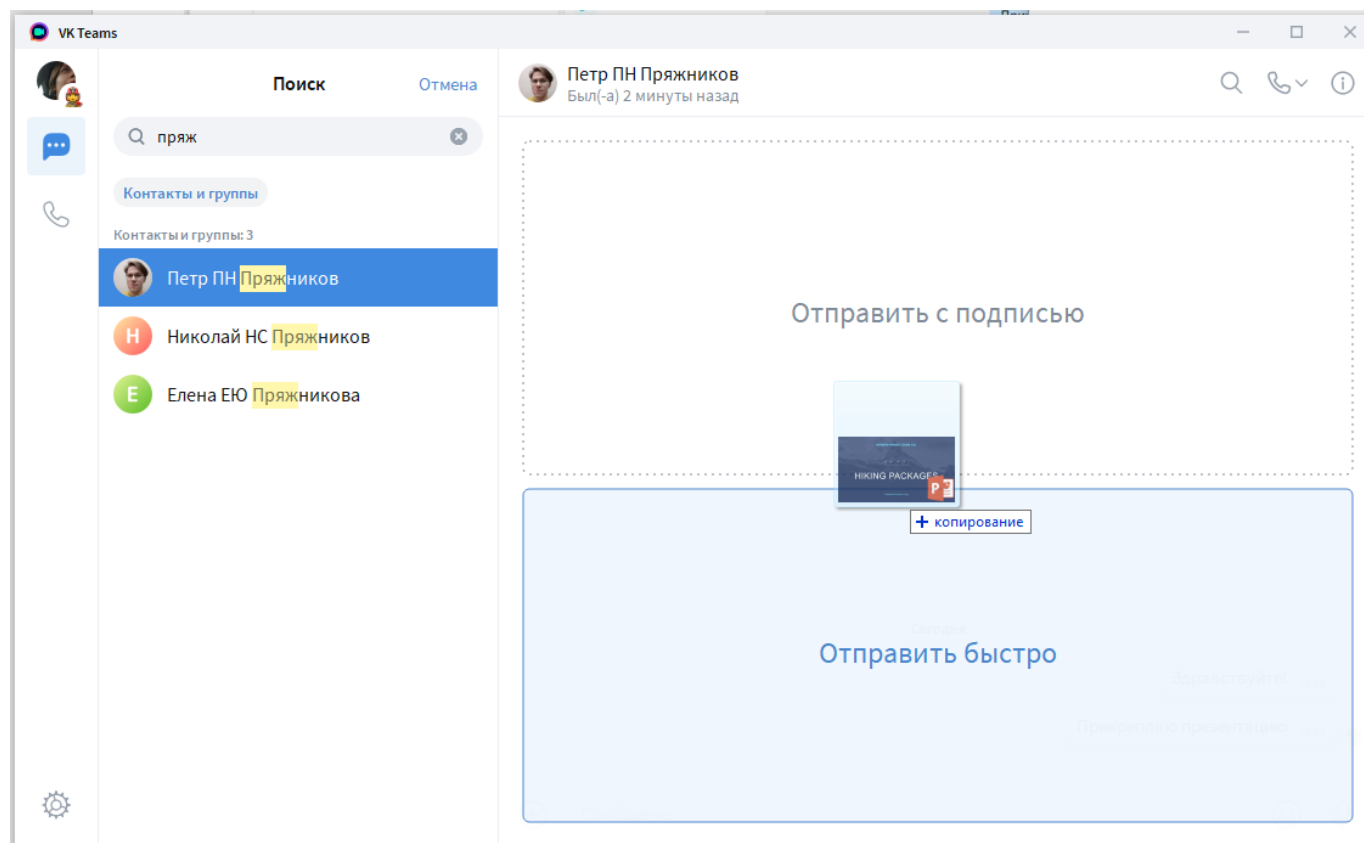 VK Teams
Поиск
Отмена
пряж
Контакты и группы
Контакты и группы: 3
Петр ПН Пряжников
Николай НС Пряжников
Елена ЕЮ Пряжникова
Петр ПН Пряжников
Был(-а) 2 минуты назад
Отправить с подписью
HIKING PACKAGES
+ копирование
Сегодня
Отправить быстро
Здравствуйте!
Прикрепляю презентацию
Н
Е
P